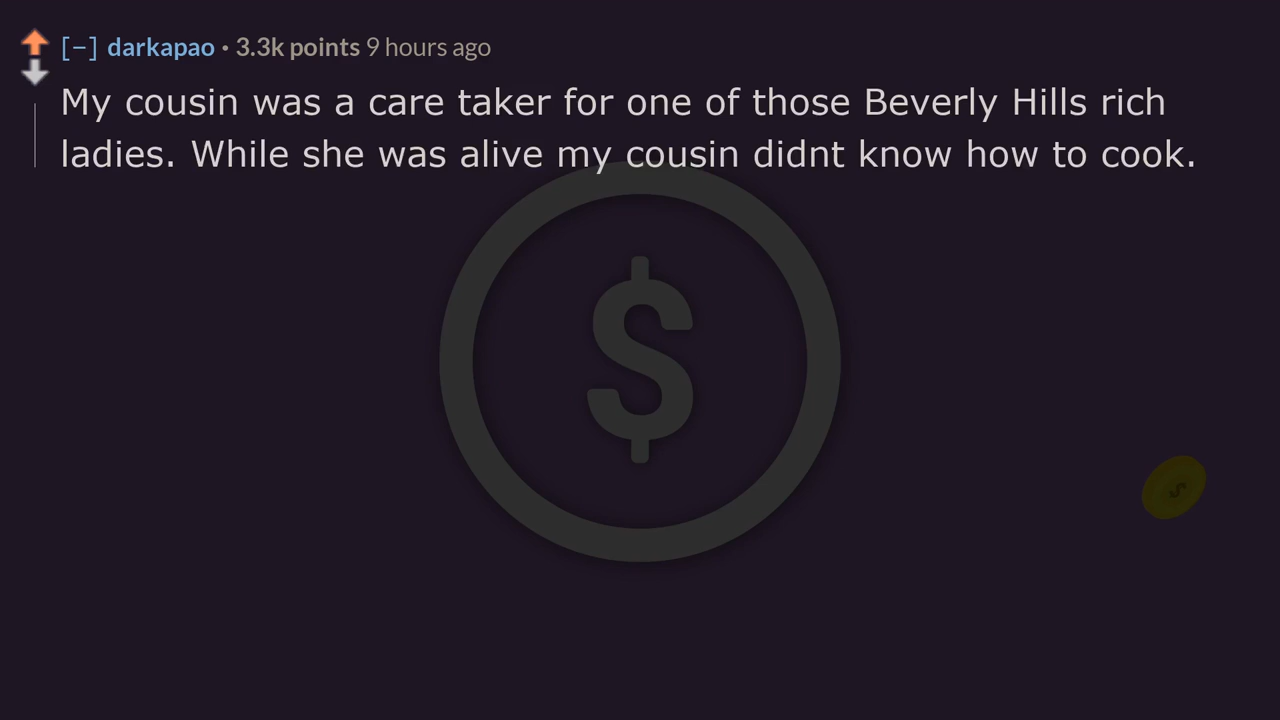 [–] darkapao • 3.3k points 9 hours ago
My cousin was a care taker for one of those Beverly Hills rich
ladies. While she was alive my cousin didnt know how to cook.
$
$